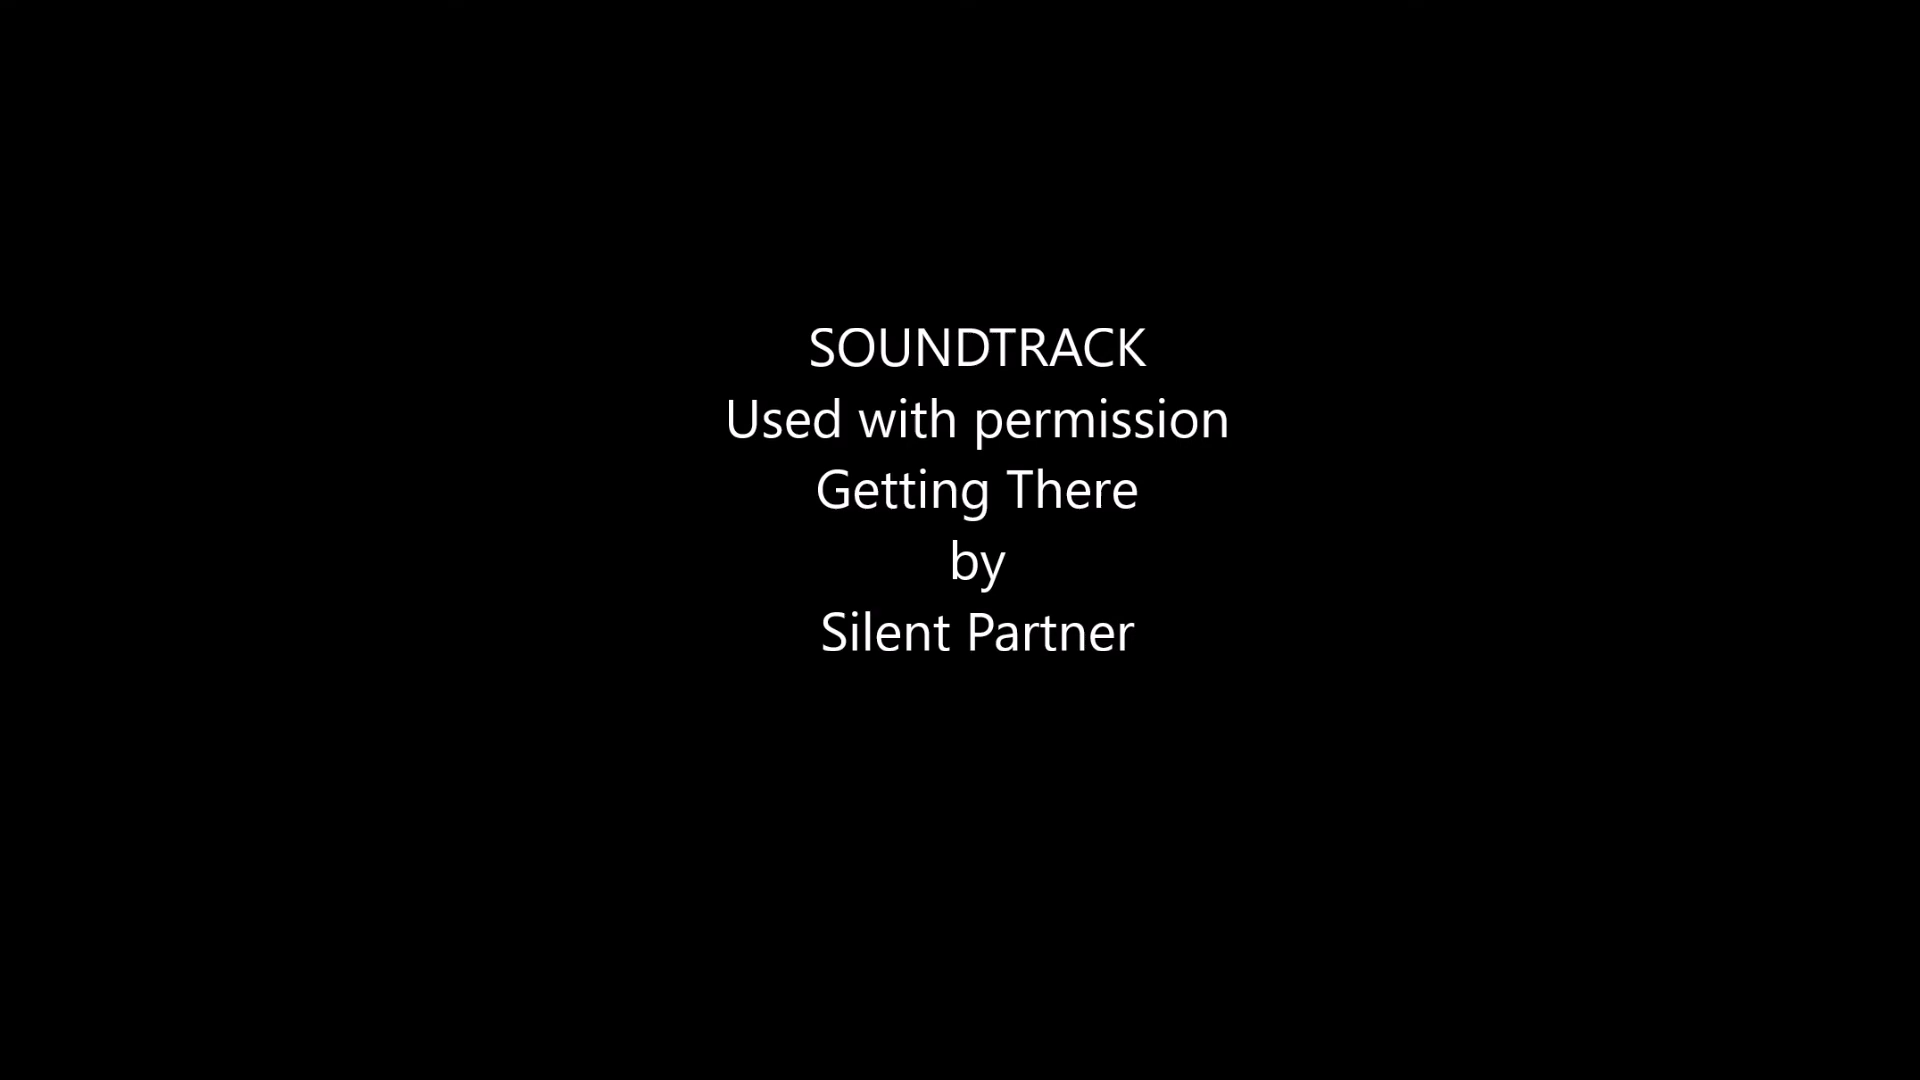 SOUNDTRACK
Used with permission
Getting There
by
Silent Partner